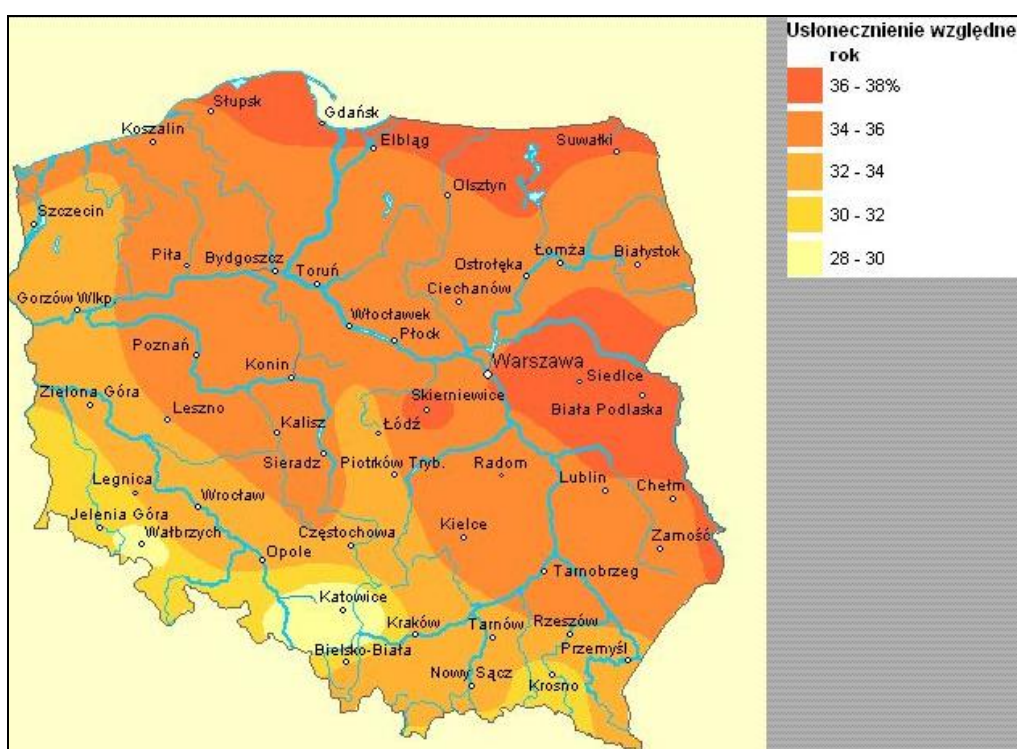 Usłonecznienie względne
rok
36 - 38%
34 - 36
32 - 34
30 - 32
28 - 30
Słupsk
Gdańsk
Koszalin
Elbląg
Suwałki
Olsztyn
Szczecin
Piła
Bydgoszcz
Toruń
Ostrołęka
Łomża
Białystok
Ciechanów
Gorzów Wlkp.
Włocławek
Płock
Poznań
Konin
Warszawa
Siedlce
Skierniewice
Biała Podlaska
Zielona Góra
Leszno
Kalisz
Łódź
Sieradz
Piotrków Tryb.
Radom
Lublin
Chełm
Legnica
Wrocław
Jelenia Góra
Wałbrzych
Częstochowa
Kielce
Zamość
Opole
Tarnobrzeg
Katowice
Kraków
Tarnów
Rzeszów
Bielsko-Biała
Przemyśl
Nowy Sącz
Krosno